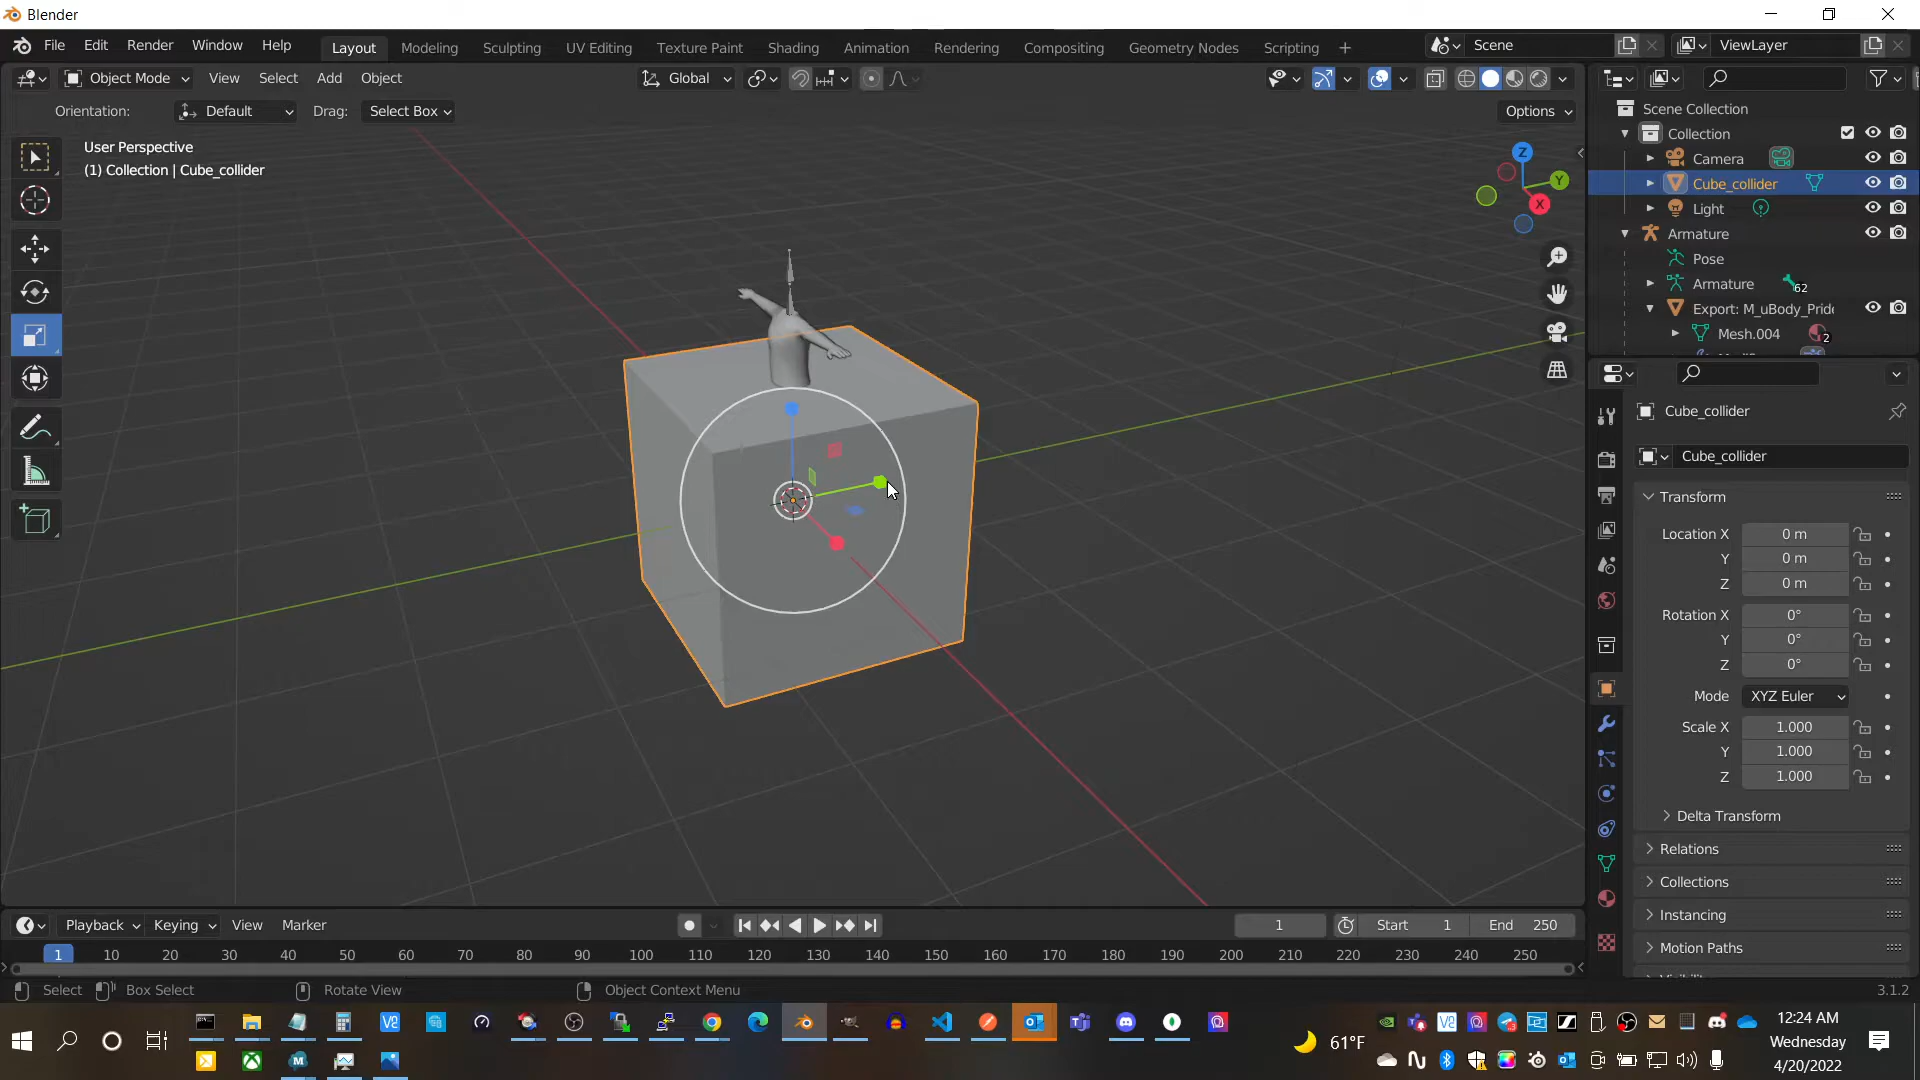 Blender
File Edit Render Window Help
Layout Modeling Sculpting UV Editing Texture Paint Shading Animation Rendering Compositing Geometry Nodes Scripting +
Scene
ViewLayer
Object Mode View Select Add Object
Global
Orientation: Default Drag: Select Box
Options
User Perspective
(1) Collection | Cube_collider
Z
Y
X
Scene Collection
Collection
Camera
Cube_collider
Light
Armature
Pose
Armature 62
Export: M_uBody_Prid
Mesh.004 2
Cube_collider
Cube_collider
Transform
Location X 0 m
Y 0 m
Z 0 m
Rotation X 0°
Y 0°
Z 0°
Mode XYZ Euler
Scale X 1.000
Y 1.000
Z 1.000
Delta Transform
Relations
Collections
Instancing
Motion Paths
Playback Keying View Marker
1
Start 1 End 250
1 10 20 30 40 50 60 70 80 90 100 110 120 130 140 150 160 170 180 190 200 210 220 230 240 250
Select Box Select Rotate View Object Context Menu
3.1.2
61°F
12:24 AM
Wednesday
4/20/2022